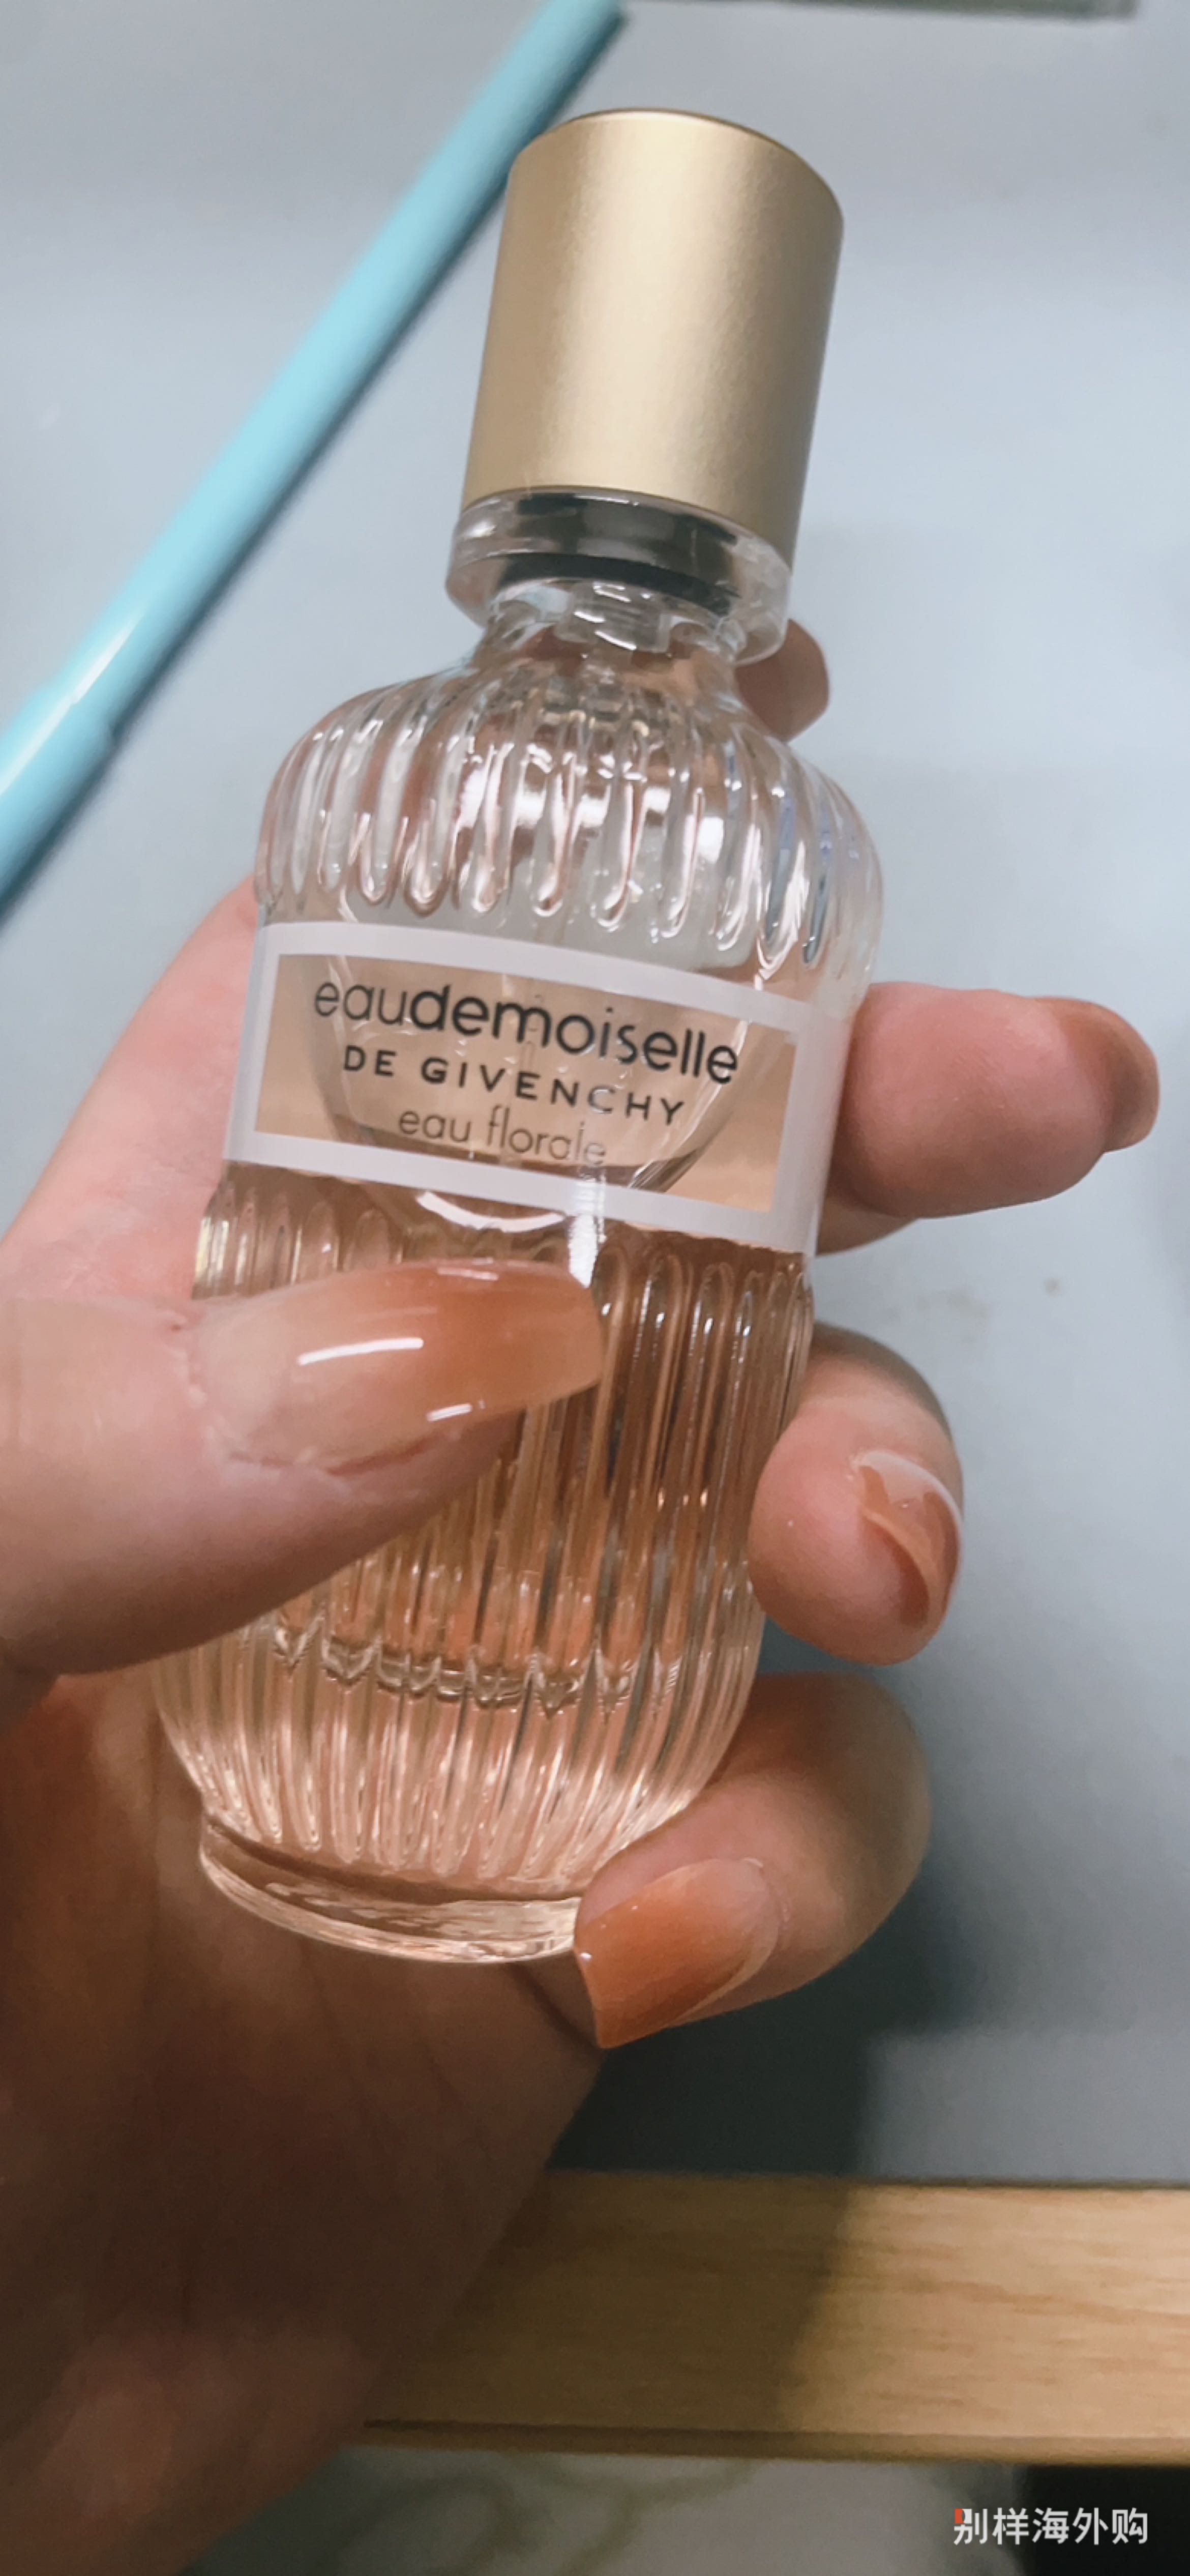 eaudemoiselle
DE GIVENCHY
eau florale
别样海外购